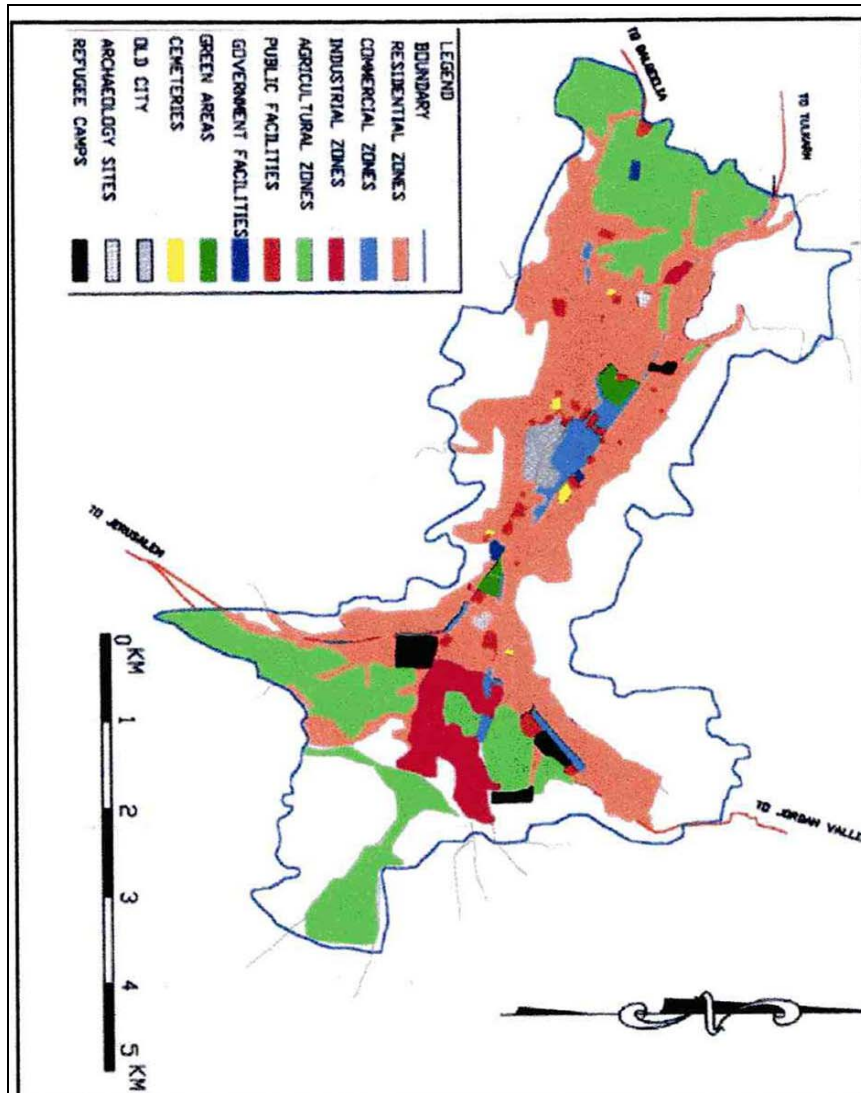 LEGEND
BOUNDARY
RESIDENTIAL ZONES
COMMERCIAL ZONES
INDUSTRIAL ZONES
AGRICULTURAL ZONES
PUBLIC FACILITIES
GOVERNMENT FACILITIES
GREEN AREAS
CEMETERIES
OLD CITY
ARCHAEOLOGY SITES
REFUGEE CAMPS
TO TULKARM
TO JERUSALEM
TO JORDAN
0 KM
1
2
3
4
5 KM